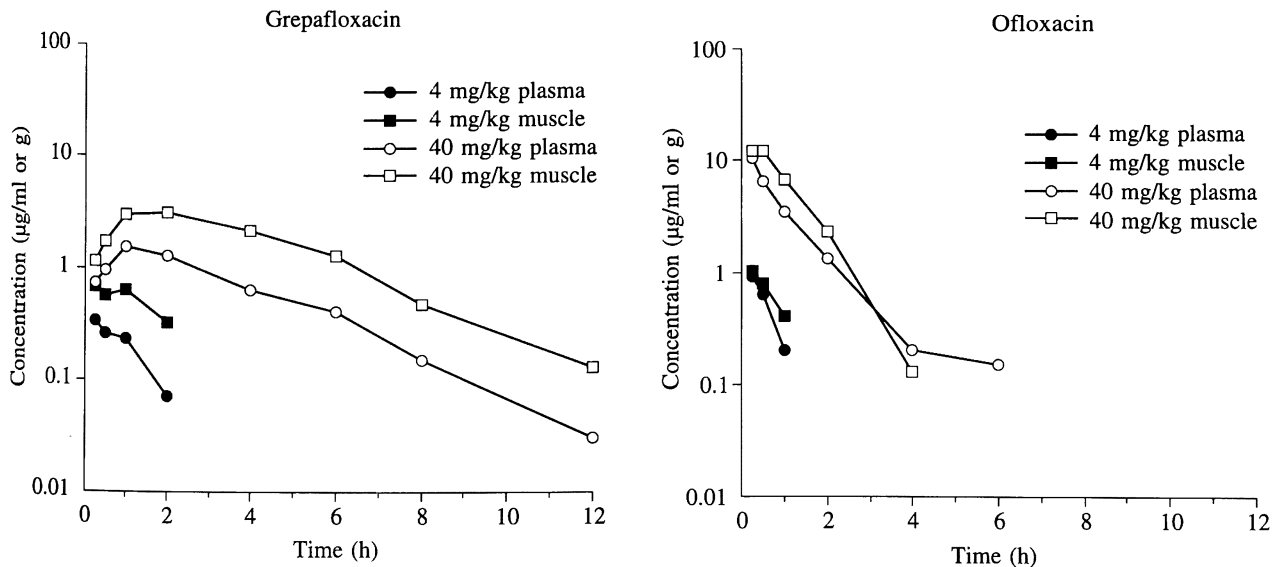 Grepafloxacin
100
10
1
0.1
0.01
Concentration (µg/ml or g)
4 mg/kg plasma
4 mg/kg muscle
40 mg/kg plasma
40 mg/kg muscle
0 2 4 6 8 10 12
Time (h)
Ofloxacin
100
10
1
0.1
0.01
Concentration (µg/ml or g)
4 mg/kg plasma
4 mg/kg muscle
40 mg/kg plasma
40 mg/kg muscle
0 2 4 6 8 10 12
Time (h)